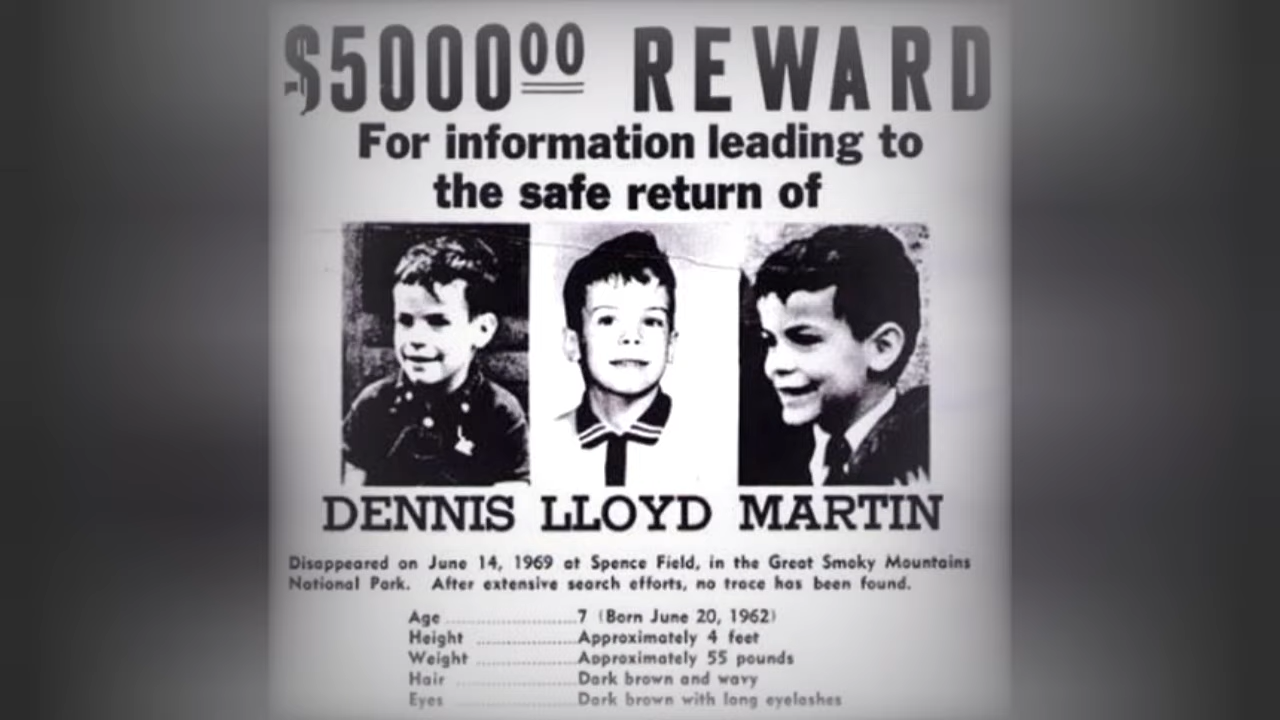 $5000⁰⁰ REWARD
For information leading to
the safe return of
DENNIS LLOYD MARTIN
Disappeared on June 14, 1969 at Spence Field, in the Great Smoky Mountains
National Park. After extensive search efforts, no trace has been found.
Age ........................ 7 (Born June 20, 1962)
Height .................. Approximately 4 feet
Weight .................. Approximately 55 pounds
Hair ...................... Dark brown and wavy
Eyes ...................... Dark brown with long eyelashes